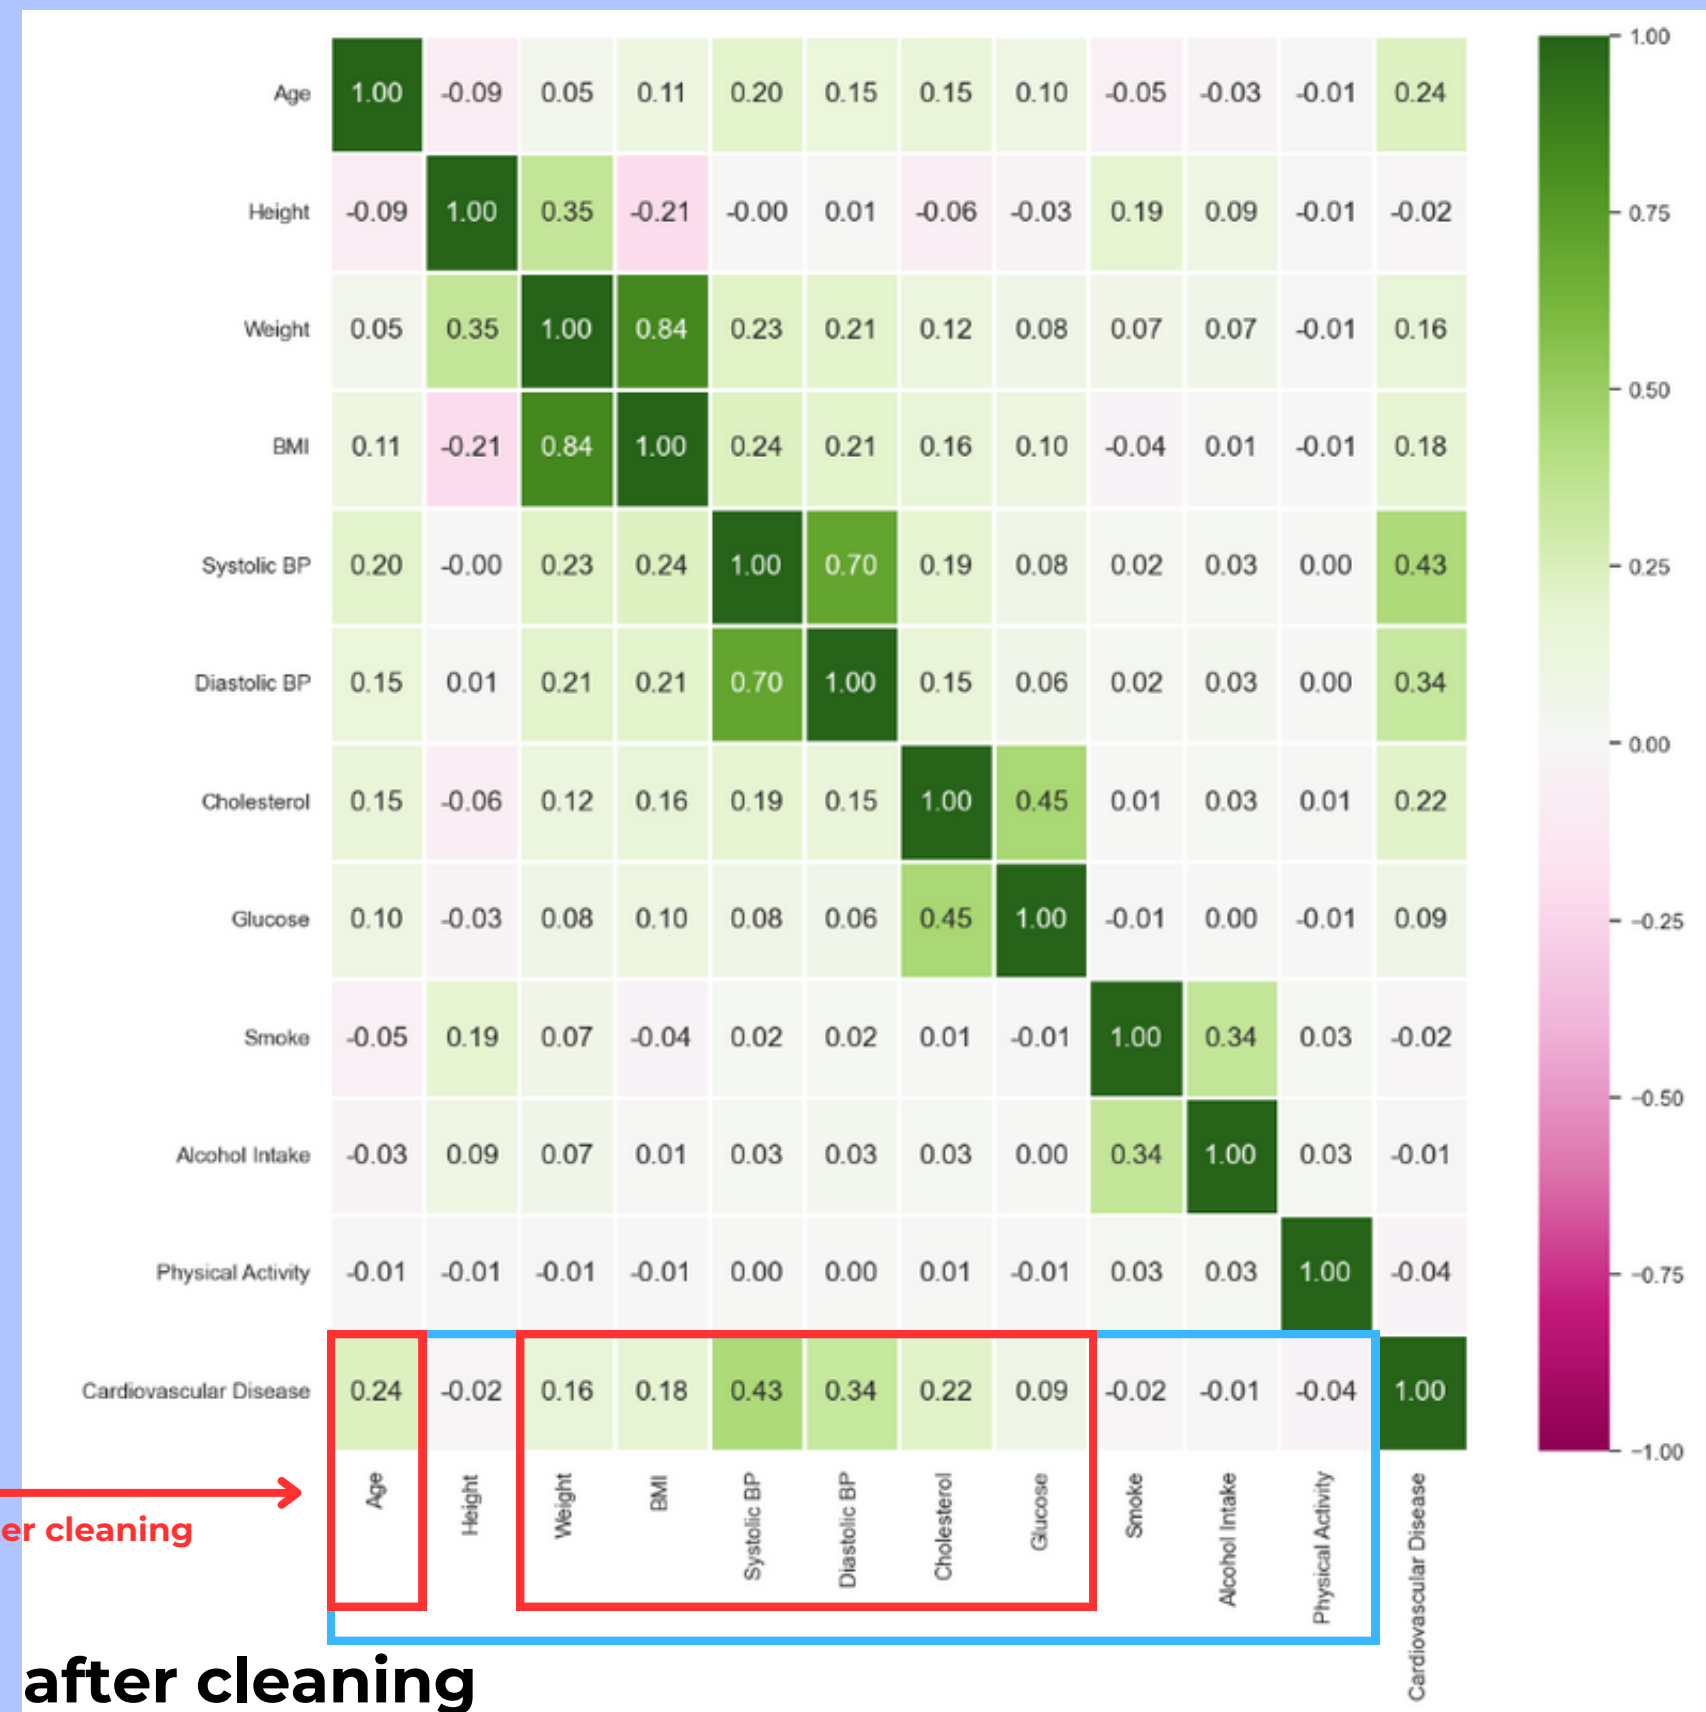 Age 1.00 -0.09 0.05 0.11 0.20 0.15 0.15 0.10 -0.05 -0.03 -0.01 0.24
Height -0.09 1.00 0.35 -0.21 -0.00 0.01 -0.06 -0.03 0.19 0.09 -0.01 -0.02
Weight 0.05 0.35 1.00 0.84 0.23 0.21 0.12 0.08 0.07 0.07 -0.01 0.16
BMI 0.11 -0.21 0.84 1.00 0.24 0.21 0.16 0.10 -0.04 0.01 -0.01 0.18
Systolic BP 0.20 -0.00 0.23 0.24 1.00 0.70 0.19 0.08 0.02 0.03 0.00 0.43
Diastolic BP 0.15 0.01 0.21 0.21 0.70 1.00 0.15 0.06 0.02 0.03 0.00 0.34
Cholesterol 0.15 -0.06 0.12 0.16 0.19 0.15 1.00 0.45 0.01 0.03 0.01 0.22
Glucose 0.10 -0.03 0.08 0.10 0.08 0.06 0.45 1.00 -0.01 0.00 -0.01 0.09
Smoke -0.05 0.19 0.07 -0.04 0.02 0.02 0.01 -0.01 1.00 0.34 0.03 -0.02
Alcohol Intake -0.03 0.09 0.07 0.01 0.03 0.03 0.03 0.00 0.34 1.00 0.03 -0.01
Physical Activity -0.01 -0.01 -0.01 -0.01 0.00 0.00 0.01 -0.01 0.03 0.03 1.00 -0.04
Cardiovascular Disease 0.24 -0.02 0.16 0.18 0.43 0.34 0.22 0.09 -0.02 -0.01 -0.04 1.00
Age
Height
Weight
BMI
Systolic BP
Diastolic BP
Cholesterol
Glucose
Smoke
Alcohol Intake
Physical Activity
Cardiovascular Disease
1.00
0.75
0.50
0.25
0.00
−0.25
−0.50
−0.75
−1.00
er cleaning
after cleaning